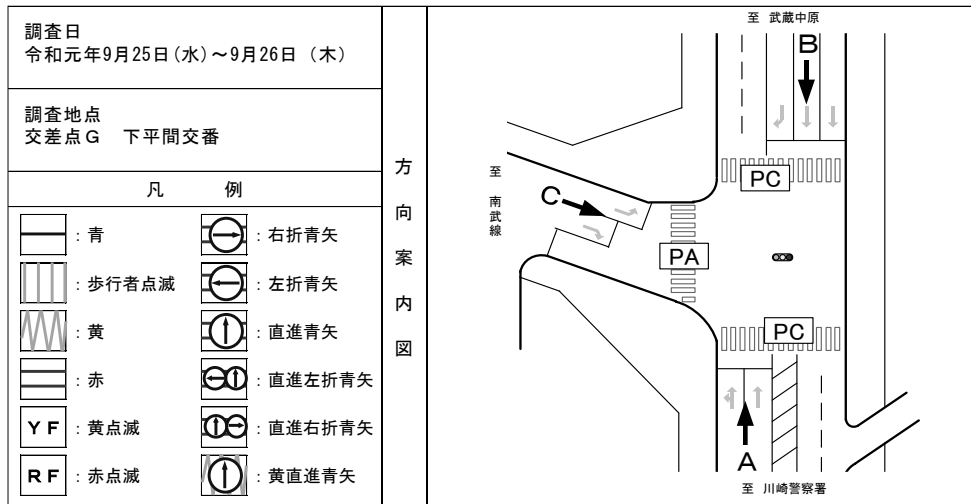 調査日
令和元年9月25日(水)～9月26日 (木)
調査地点
交差点G 下平間交番
凡 例
：青
：右折青矢
：歩行者点滅
：左折青矢
：黄
：直進青矢
：赤
：直進左折青矢
YF
：黄点滅
：直進右折青矢
RF
：赤点滅
：黄直進青矢
方向案内図
至 武蔵中原
B
PC
至 南武線
C
PA
PC
A
至 川崎警察署